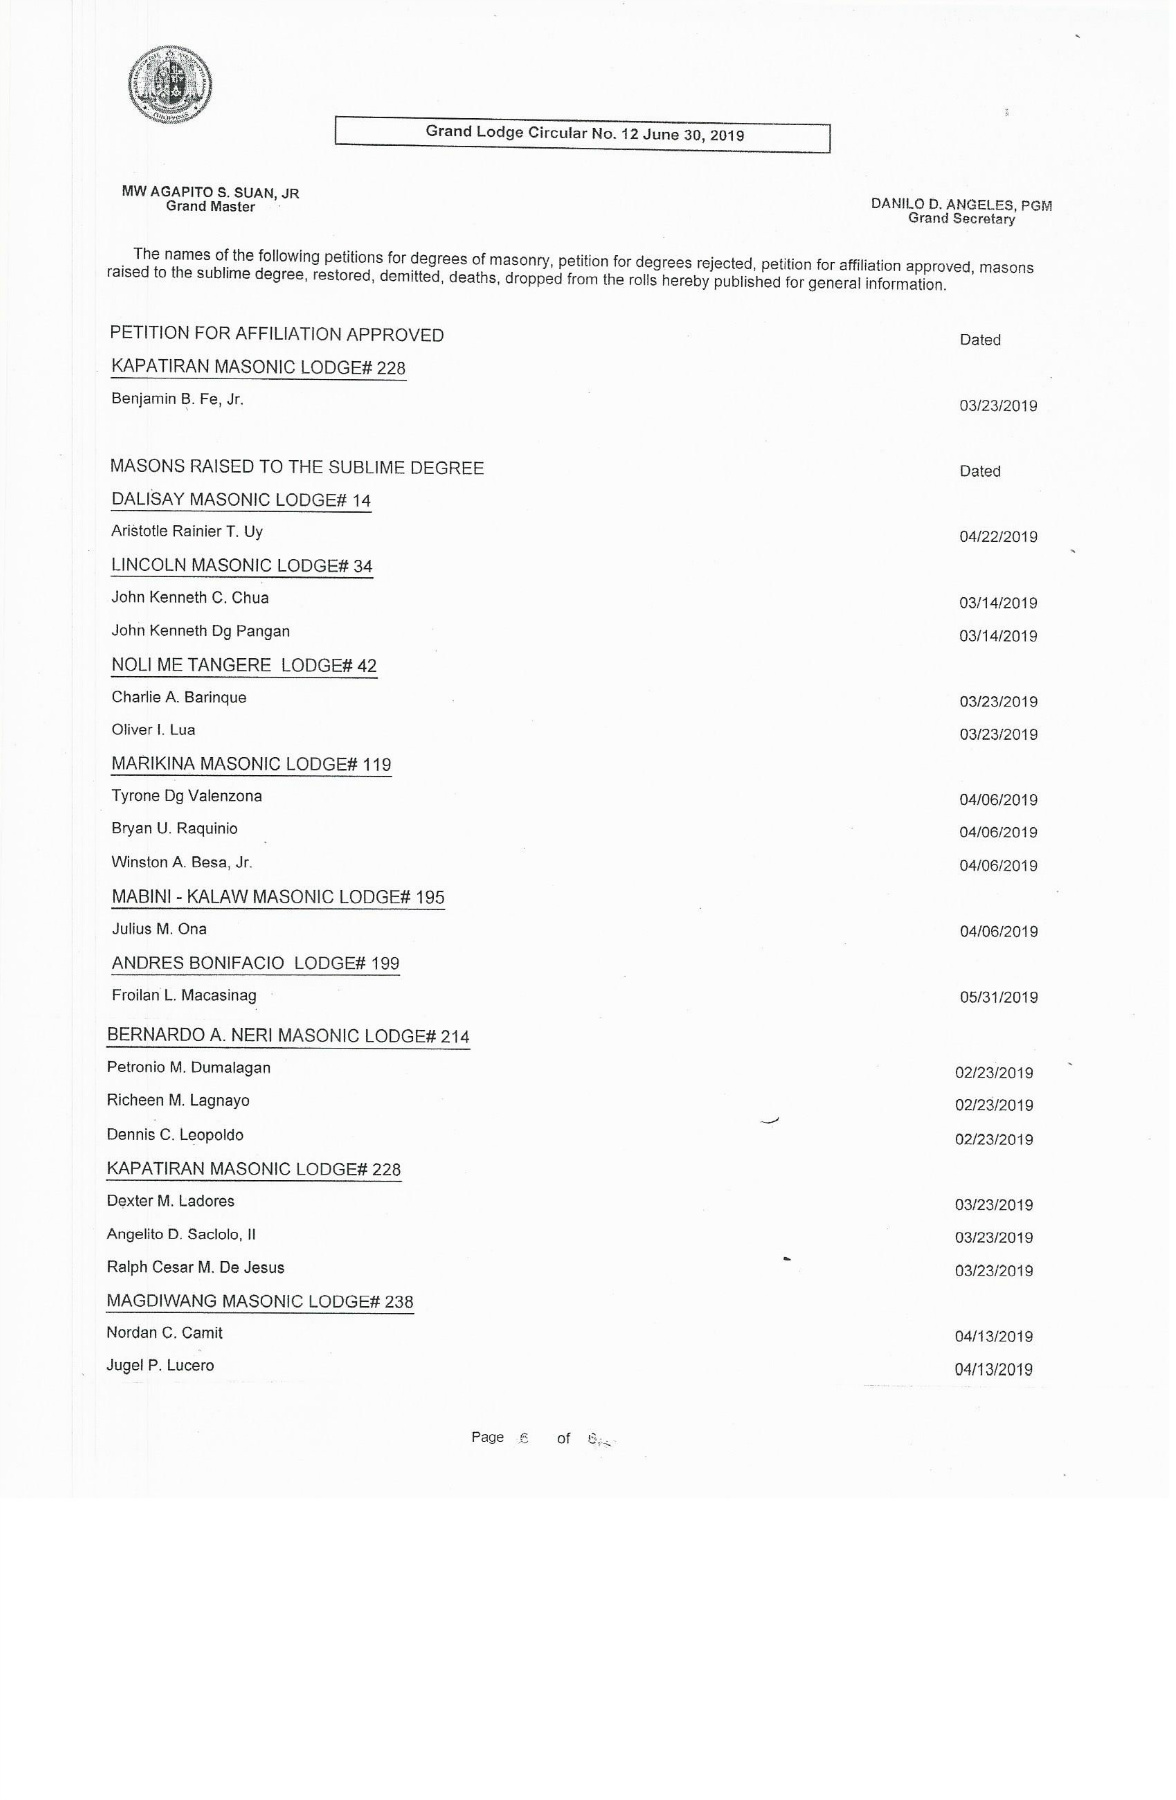 PHILIPPINES
Grand Lodge Circular No. 12 June 30, 2019
MW AGAPITO S. SUAN, JR
Grand Master
DANILO D. ANGELES, PGM
Grand Secretary
The names of the following petitions for degrees of masonry, petition for degrees rejected, petition for affiliation approved, masons
raised to the sublime degree, restored, demitted, deaths, dropped from the rolls hereby published for general information.
PETITION FOR AFFILIATION APPROVED Dated
KAPATIRAN MASONIC LODGE# 228
Benjamin B. Fe, Jr. 03/23/2019
MASONS RAISED TO THE SUBLIME DEGREE Dated
DALISAY MASONIC LODGE# 14
Aristotle Rainier T. Uy 04/22/2019
LINCOLN MASONIC LODGE# 34
John Kenneth C. Chua 03/14/2019
John Kenneth Dg Pangan 03/14/2019
NOLI ME TANGERE LODGE# 42
Charlie A. Barinque 03/23/2019
Oliver I. Lua 03/23/2019
MARIKINA MASONIC LODGE# 119
Tyrone Dg Valenzona 04/06/2019
Bryan U. Raquinio 04/06/2019
Winston A. Besa, Jr. 04/06/2019
MABINI - KALAW MASONIC LODGE# 195
Julius M. Ona 04/06/2019
ANDRES BONIFACIO LODGE# 199
Froilan L. Macasinag 05/31/2019
BERNARDO A. NERI MASONIC LODGE# 214
Petronio M. Dumalagan 02/23/2019
Richeen M. Lagnayo 02/23/2019
Dennis C. Leopoldo 02/23/2019
KAPATIRAN MASONIC LODGE# 228
Dexter M. Ladores 03/23/2019
Angelito D. Saclolo, II 03/23/2019
Ralph Cesar M. De Jesus 03/23/2019
MAGDIWANG MASONIC LODGE# 238
Nordan C. Camit 04/13/2019
Jugel P. Lucero 04/13/2019
Page 6 of 6